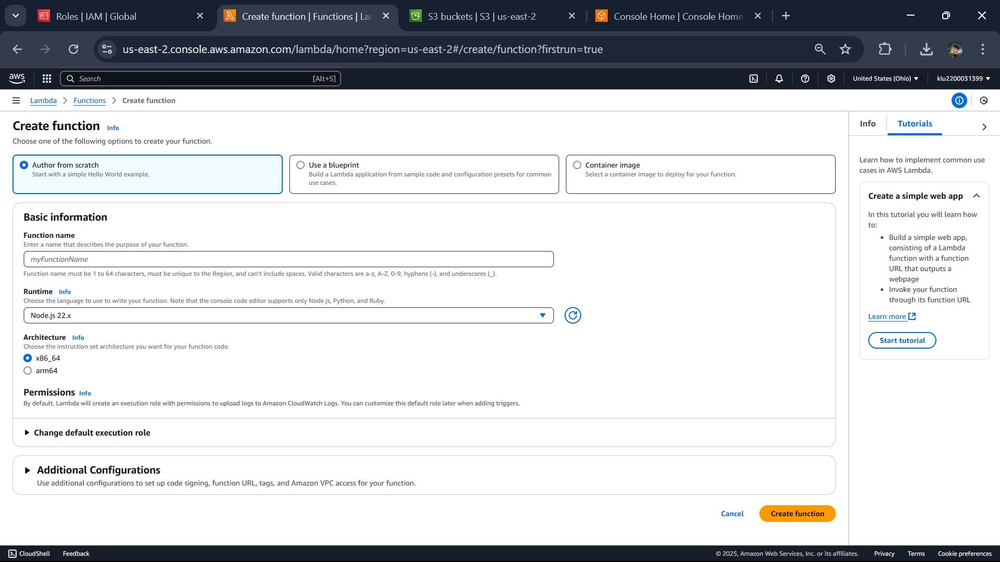 Roles | IAM | Global
Create function | Functions | Lar
S3 buckets | S3 | us-east-2
Console Home | Console Home
us-east-2.console.aws.amazon.com/lambda/home?region=us-east-2#/create/function?firstrun=true
aws
Search
[Alt+S]
United States (Ohio)
klu2200031399
Lambda
Functions
Create function
Create function Info
Choose one of the following options to create your function.
Author from scratch
Start with a simple Hello World example.
Use a blueprint
Build a Lambda application from sample code and configuration presets for common
use cases.
Container image
Select a container image to deploy for your function.
Basic information
Function name
Enter a name that describes the purpose of your function.
myFunctionName
Function name must be 1 to 64 characters, must be unique to the Region, and can't include spaces. Valid characters are a-z, A-Z, 0-9, hyphens (-), and underscores (_).
Runtime Info
Choose the language to use to write your function. Note that the console code editor supports only Node.js, Python, and Ruby.
Node.js 22.x
Architecture Info
Choose the instruction set architecture you want for your function code.
x86_64
arm64
Permissions Info
By default, Lambda will create an execution role with permissions to upload logs to Amazon CloudWatch Logs. You can customize this default role later when adding triggers.
Change default execution role
Additional Configurations
Use additional configurations to set up code signing, function URL, tags, and Amazon VPC access for your function.
Cancel
Create function
Info
Tutorials
Learn how to implement common use
cases in AWS Lambda.
Create a simple web app
In this tutorial you will learn how
to:
• Build a simple web app,
consisting of a Lambda
function with a function
URL that outputs a
webpage
• Invoke your function
through its function URL
Learn more
Start tutorial
CloudShell
Feedback
© 2025, Amazon Web Services, Inc. or its affiliates.
Privacy
Terms
Cookie preferences